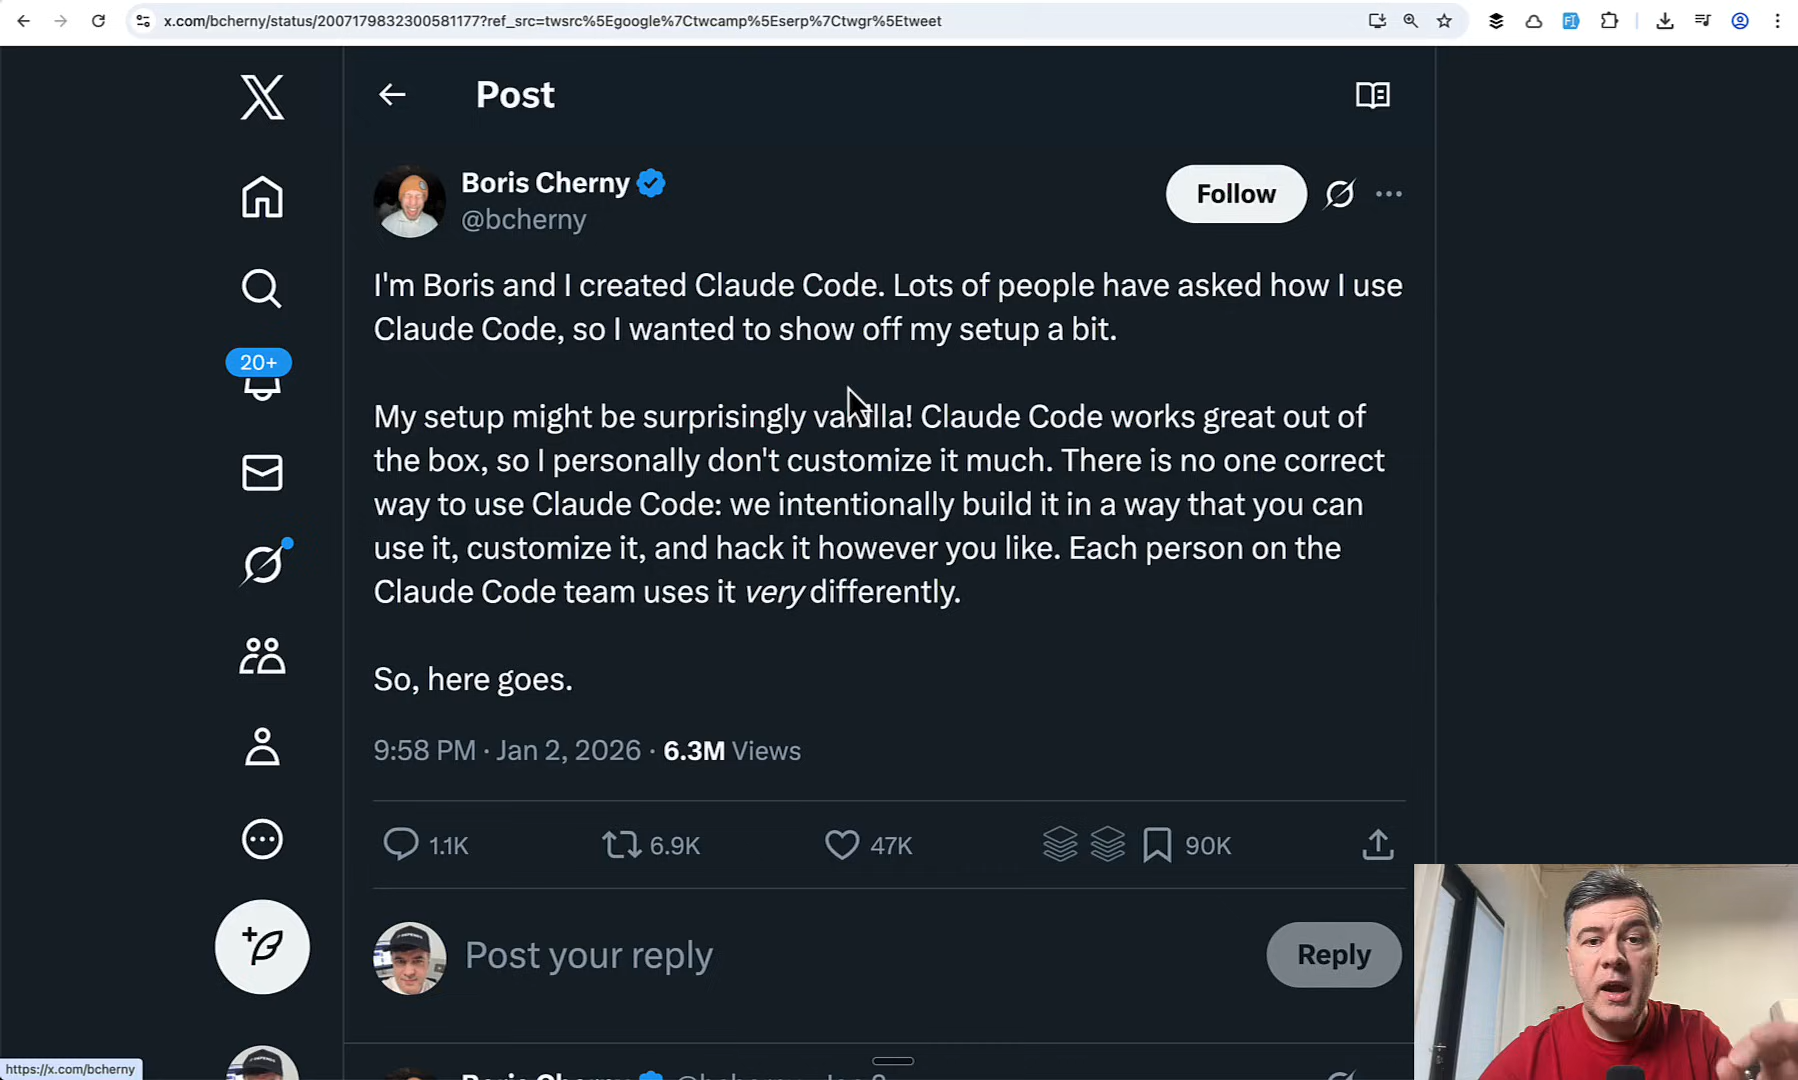 x.com/bcherny/status/2007179832300581177?ref_src=twsrc%5Egoogle%7Ctwcamp%5Eserp%7Ctwgr%5Etweet
Post
Boris Cherny
@bcherny
Follow
I'm Boris and I created Claude Code. Lots of people have asked how I use
Claude Code, so I wanted to show off my setup a bit.
20+
My setup might be surprisingly vanilla! Claude Code works great out of
the box, so I personally don't customize it much. There is no one correct
way to use Claude Code: we intentionally build it in a way that you can
use it, customize it, and hack it however you like. Each person on the
Claude Code team uses it very differently.
So, here goes.
9:58 PM · Jan 2, 2026 · 6.3M Views
1.1K 6.9K 47K 90K
Post your reply
Reply
https://x.com/bcherny
Boris Cherny